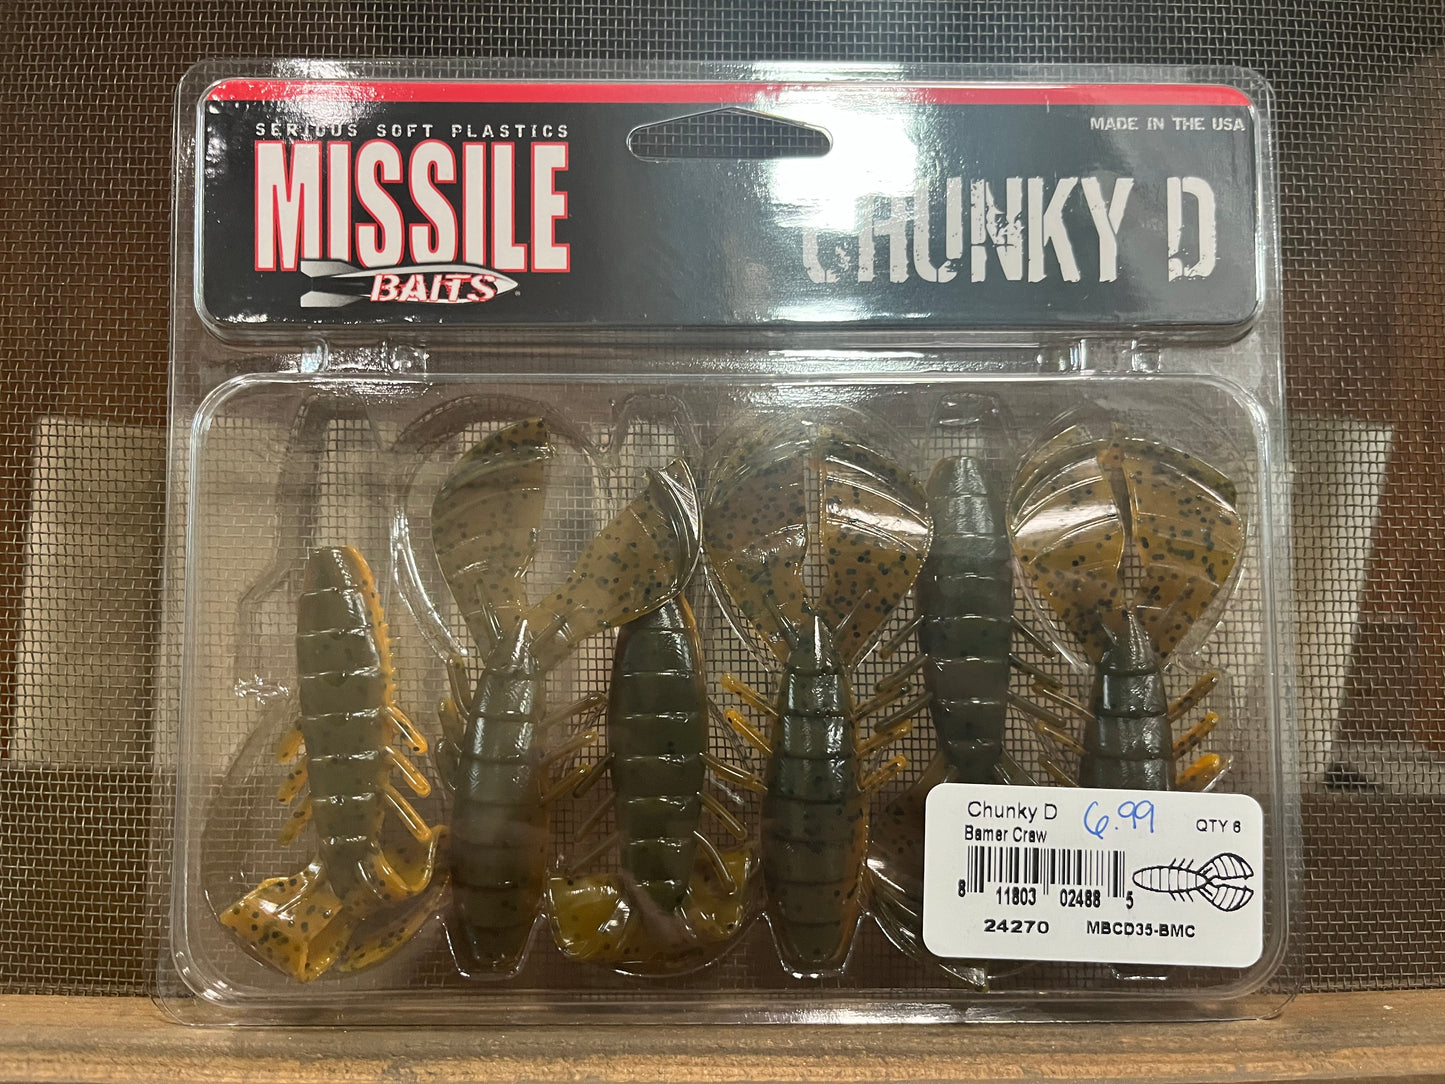 SERIOUS SOFT PLASTICS
MISSILE
BAITS
MADE IN THE USA
CHUNKY D
Chunky D 6.99 QTY 6
Bamer Craw
8 11803 02488 5
24270 MBCD35-BMC